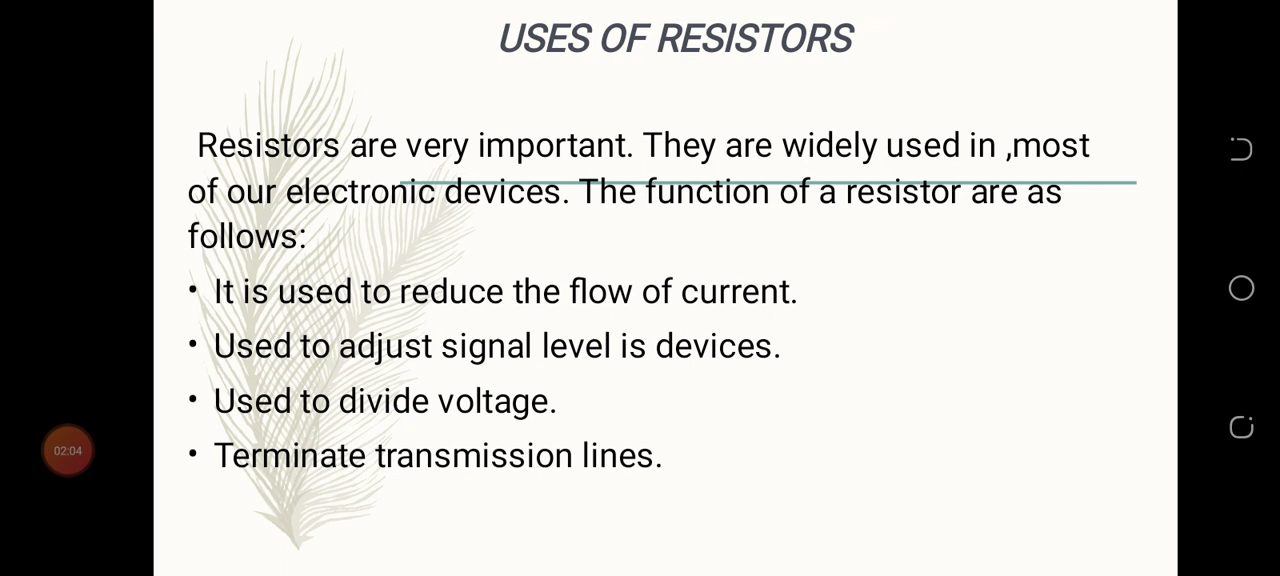 USES OF RESISTORS
Resistors are very important. They are widely used in ,most
of our electronic devices. The function of a resistor are as
follows:
• It is used to reduce the flow of current.
• Used to adjust signal level is devices.
• Used to divide voltage.
• Terminate transmission lines.
02:04